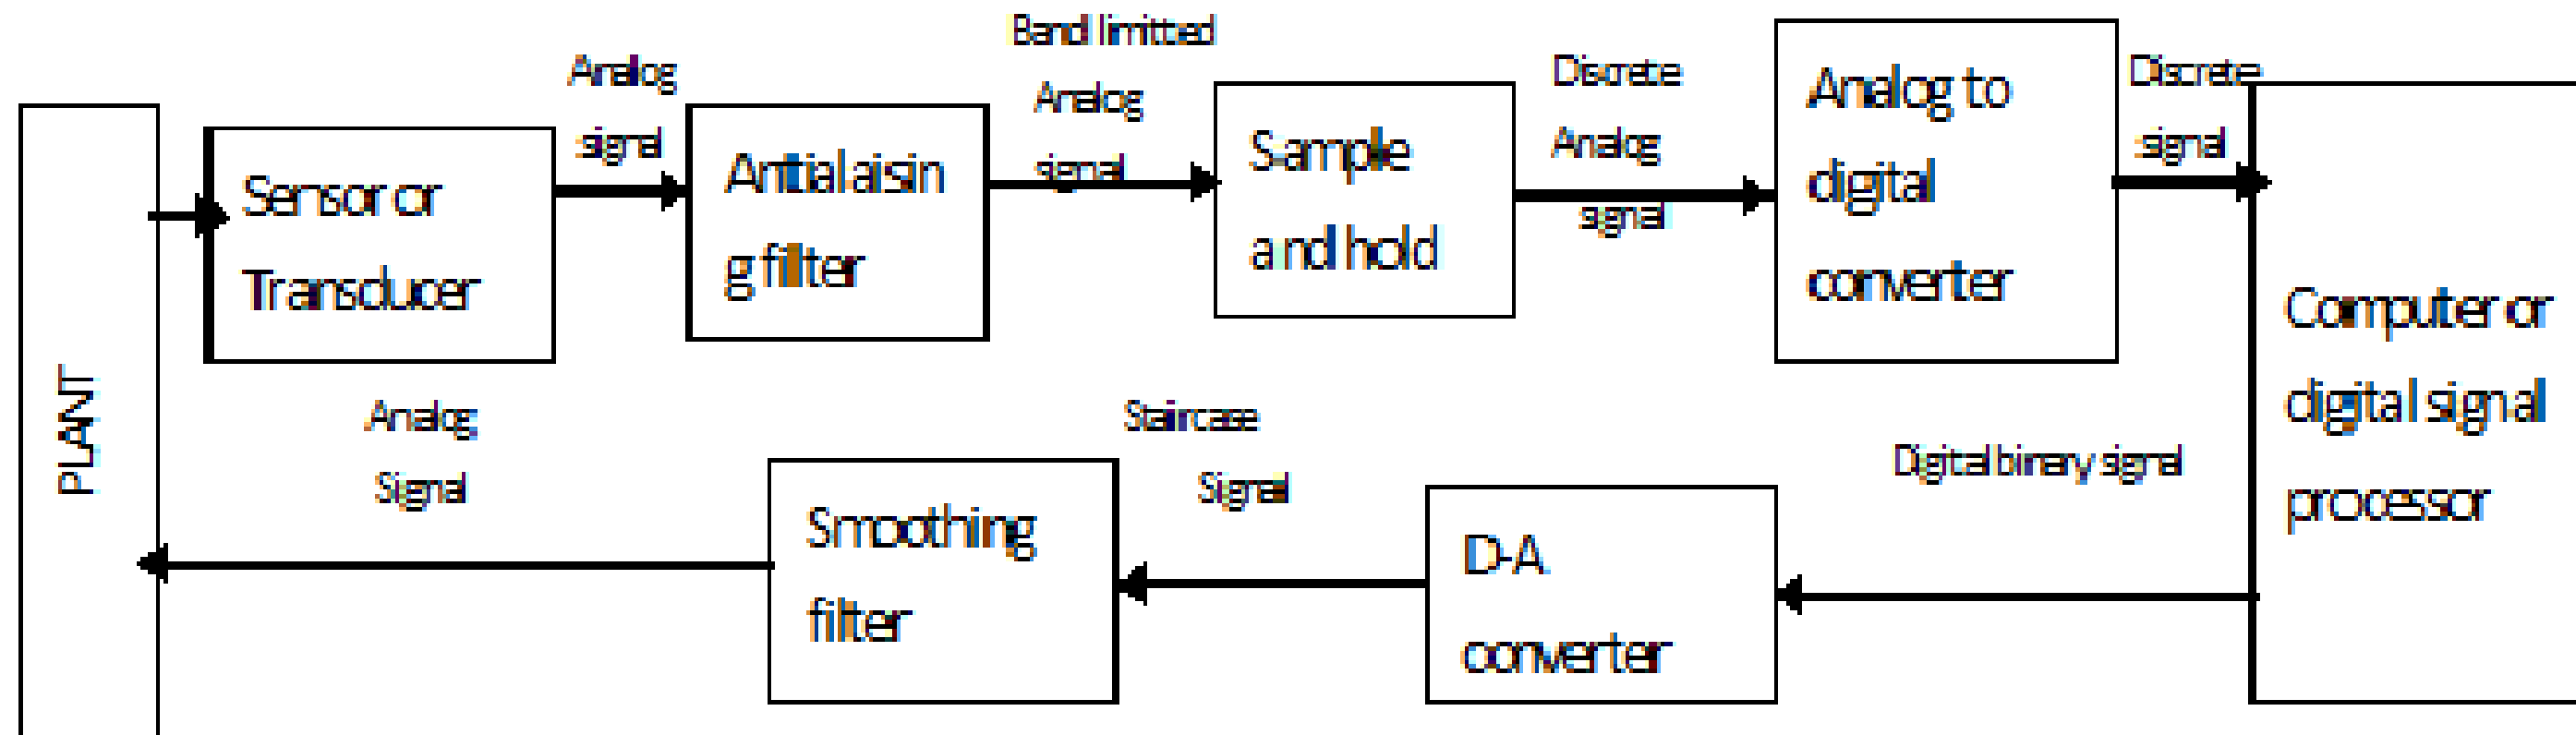 PLANT
Sensor or
Transducer
Analog
signal
Antialaisin
g filter
Band limitted
Analog
signal
Sample
and hold
Discrete
Analog
signal
Analog to
digital
converter
Discrete
signal
Computer or
digital signal
processor
Digital binary signal
D-A
converter
Staircase
Signal
Smoothing
filter
Analog
Signal